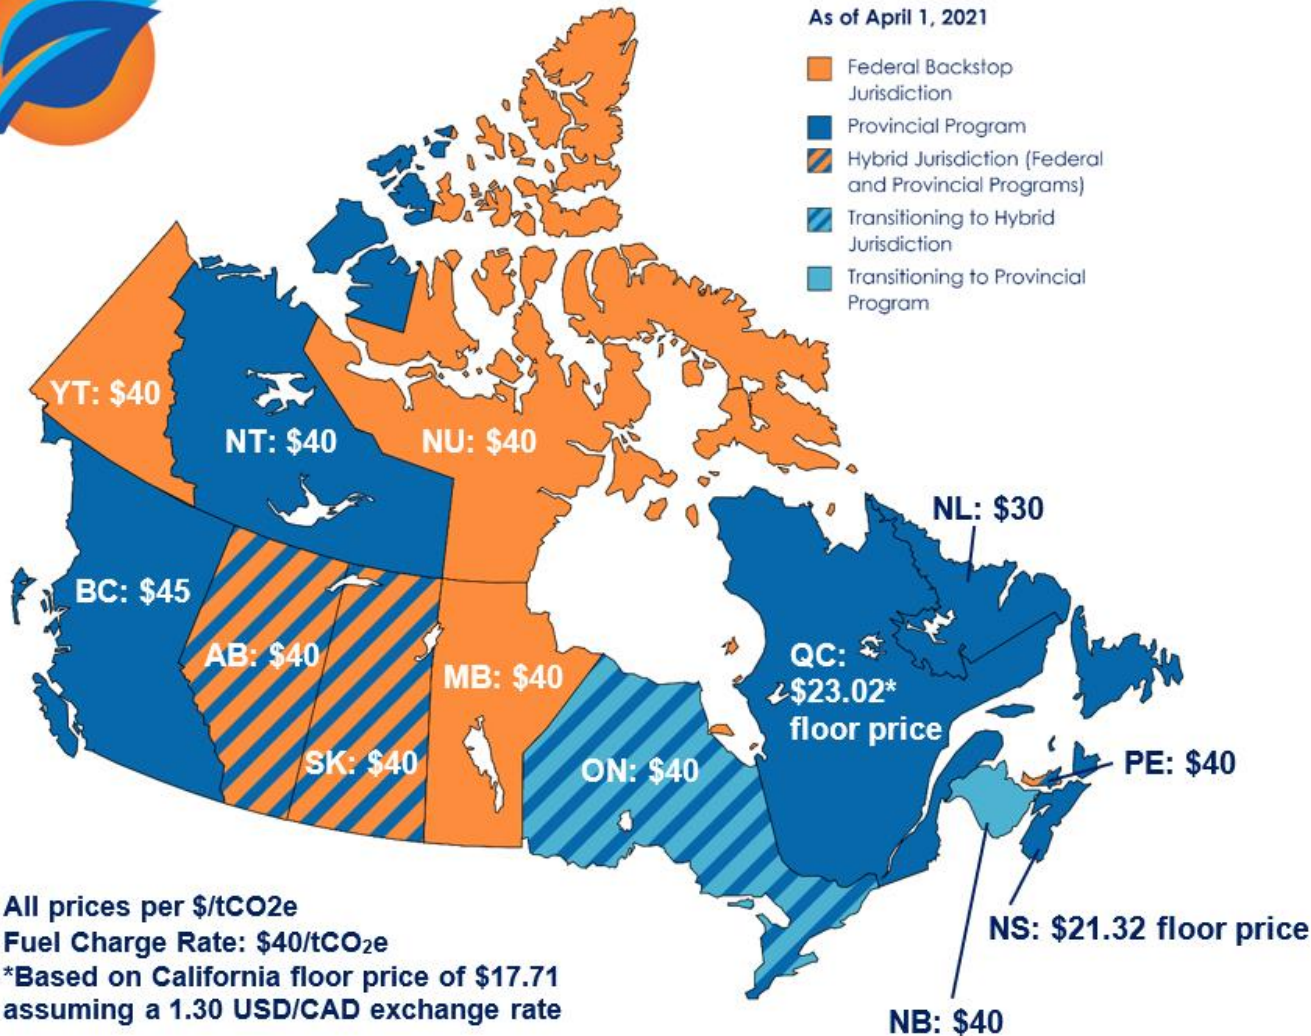 As of April 1, 2021
Federal Backstop
Jurisdiction
Provincial Program
Hybrid Jurisdiction (Federal
and Provincial Programs)
Transitioning to Hybrid
Jurisdiction
Transitioning to Provincial
Program
YT: $40
NT: $40
NU: $40
NL: $30
BC: $45
AB: $40
MB: $40
QC:
$23.02*
floor price
SK: $40
ON: $40
PE: $40
NS: $21.32 floor price
NB: $40
All prices per $/tCO2e
Fuel Charge Rate: $40/tCO₂e
*Based on California floor price of $17.71
assuming a 1.30 USD/CAD exchange rate